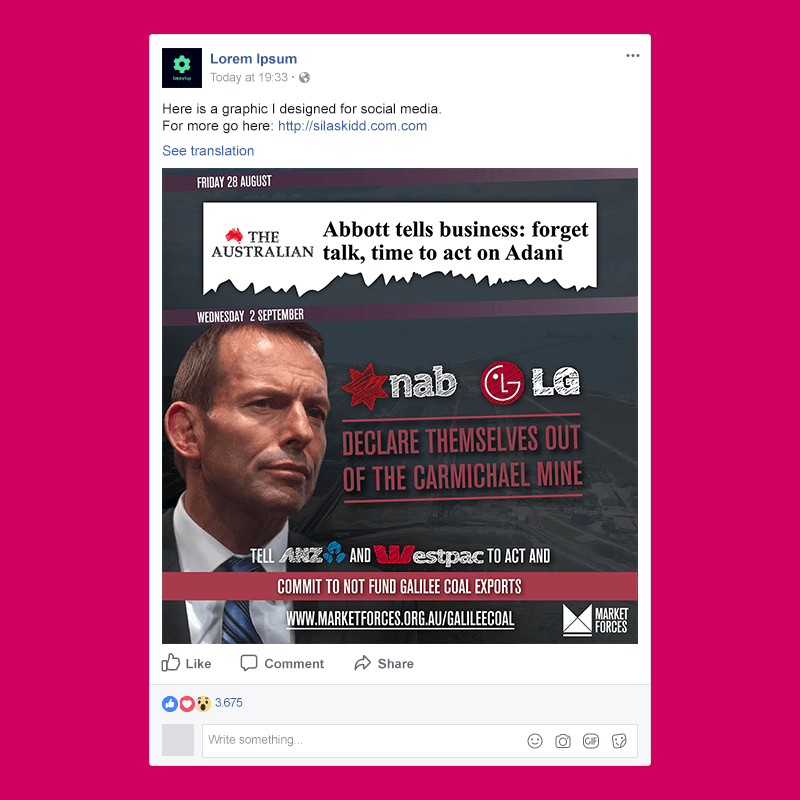 Lorem Ipsum
Today at 19:33 ·
Here is a graphic I designed for social media.
For more go here: http://silaskidd.com.com
See translation
FRIDAY 28 AUGUST
THE AUSTRALIAN
Abbott tells business: forget
talk, time to act on Adani
WEDNESDAY 2 SEPTEMBER
nab LG
DECLARE THEMSELVES OUT
OF THE CARMICHAEL MINE
TELL ANZ AND Westpac TO ACT AND
COMMIT TO NOT FUND GALILEE COAL EXPORTS
WWW.MARKETFORCES.ORG.AU/GALILEECOAL
MARKET
FORCES
Like Comment Share
3.675
Write something...
GIF